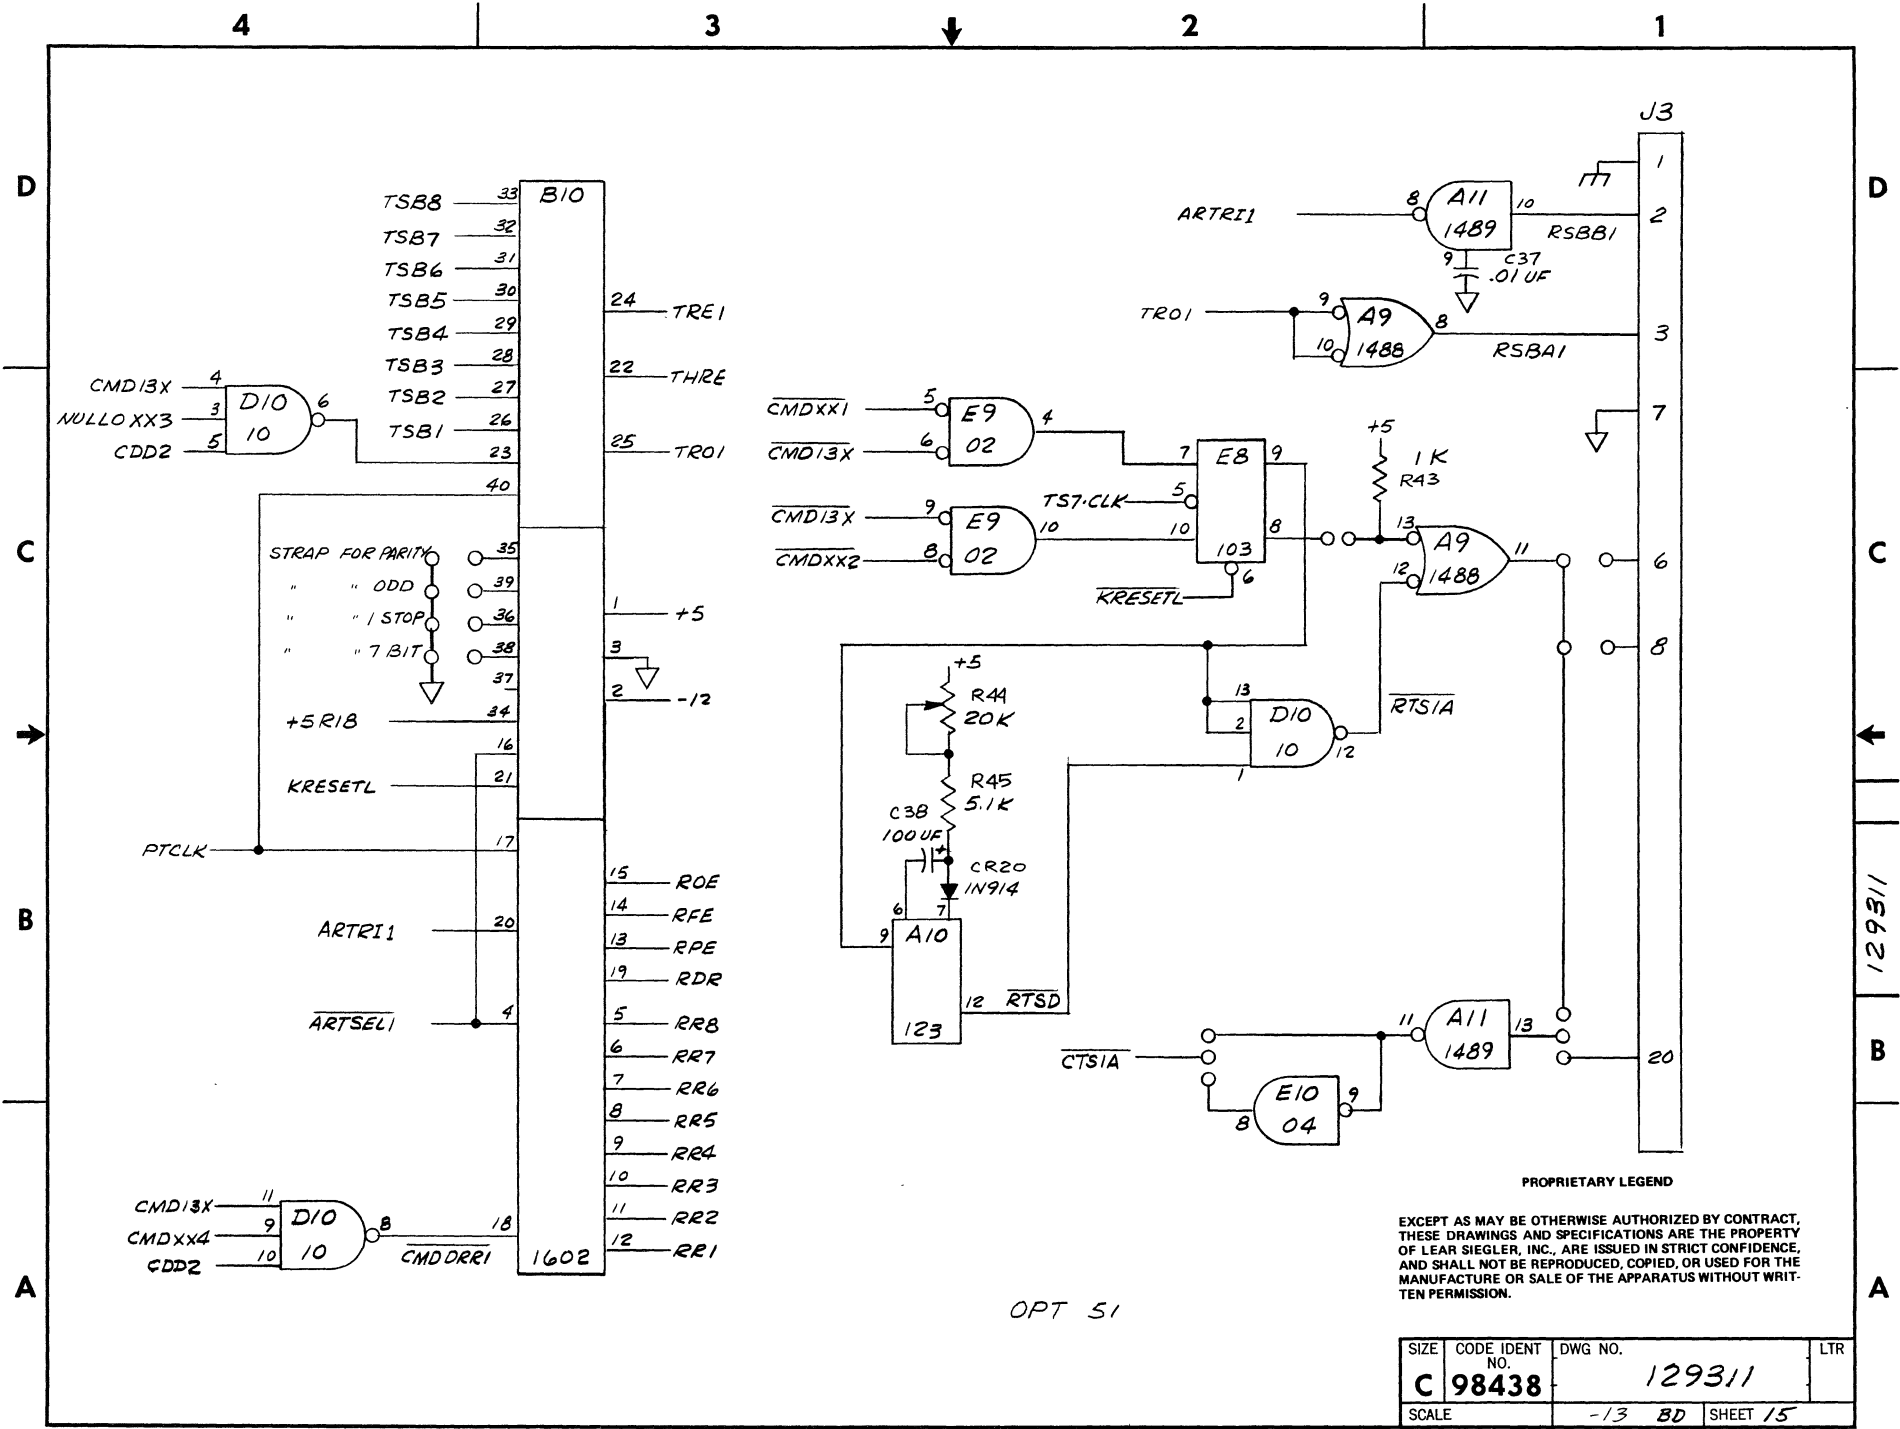 4 3 2 1
J3
D D
1
B10
A11
1489
8 10
ARTRI1
RSBB1
2
9 C37
.01 UF
TSB8 33
TSB7 32
TSB6 31
TSB5 30
TSB4 29
TSB3 28
TSB2 27
TSB1 26
23
40
24 TRE1
22 THRE
25 TRO1
TRO1
9
10
A9
1488
8
RSBA1
3
CMD13X 4
NULLOXX3 3
CDD2 5
D10
10
6
CMDXX1 5
CMD13X 6
E9
02
4
7
+5
1K
R43
CMD13X 9
CMDXX2 8
E9
02
10
7 E8 9
TS7·CLK 5
10 8
103
6
KRESETL
13
12
A9
1488
11
6
8
C C
STRAP FOR PARITY 35
" " ODD 39
" " 1 STOP 36
" " 7 BIT 38
37
+5R18 34
16
KRESETL 21
1 +5
3
2 -12
+5
R44
20K
R45
5.1K
C38
100UF
+
CR20
1N914
13
2
1
D10
10
12
RTS1A
PTCLK 17
6 7
9 A10
12 RTSD
123
15 ROE
14 RFE
13 RPE
19 RDR
5 RR8
6 RR7
7 RR6
8 RR5
9 RR4
10 RR3
11 RR2
12 RR1
B B
129311
ARTRI1 20
ARTSEL1 4
CTS1A
11 A11 13
1489
20
E10
04
9
8
CMD13X 11
CMDXX4 9
CDD2 10
D10
10
8
CMDDRR1
18
1602
A A
OPT 51
PROPRIETARY LEGEND
EXCEPT AS MAY BE OTHERWISE AUTHORIZED BY CONTRACT,
THESE DRAWINGS AND SPECIFICATIONS ARE THE PROPERTY
OF LEAR SIEGLER, INC., ARE ISSUED IN STRICT CONFIDENCE,
AND SHALL NOT BE REPRODUCED, COPIED, OR USED FOR THE
MANUFACTURE OR SALE OF THE APPARATUS WITHOUT WRIT-
TEN PERMISSION.
SIZE
C
CODE IDENT
NO.
98438
DWG NO.
129311
LTR
SCALE
-13 BD
SHEET 15